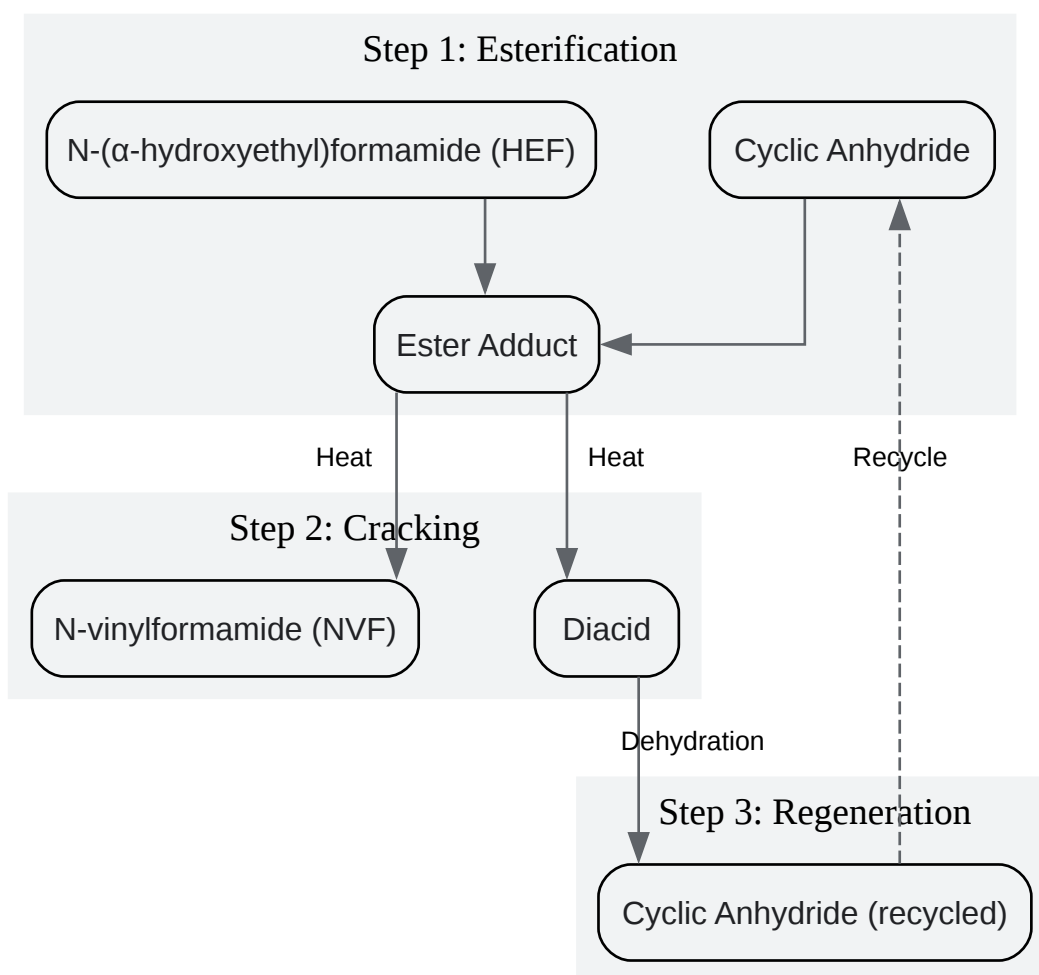 Step 1: Esterification
N-(α-hydroxyethyl)formamide (HEF)
Cyclic Anhydride
Ester Adduct
Heat
Heat
Recycle
Step 2: Cracking
N-vinylformamide (NVF)
Diacid
Dehydration
Step 3: Regeneration
Cyclic Anhydride (recycled)